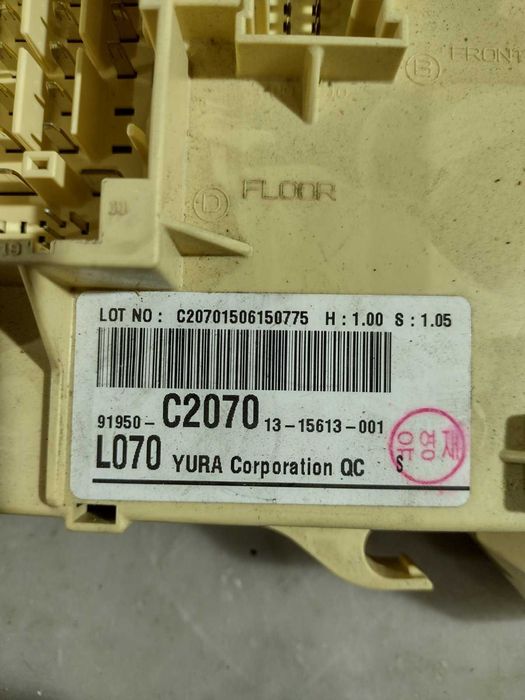 B FRONT
D FLOOR
LOT NO : C20701506150775 H : 1.00 S : 1.05
91950- C2070 13-15613-001
L070 YURA Corporation QC S
유영재